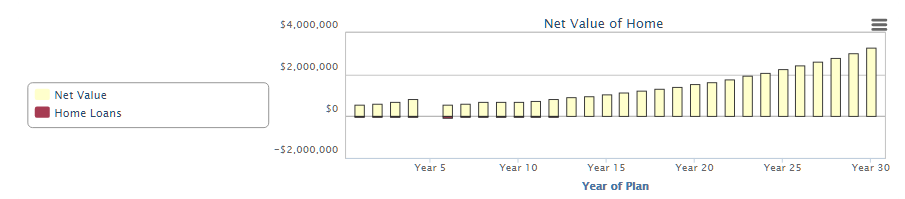 Net Value of Home
$4,000,000
$2,000,000
$0
-$2,000,000
Net Value
Home Loans
Year 5
Year 10
Year 15
Year 20
Year 25
Year 30
Year of Plan